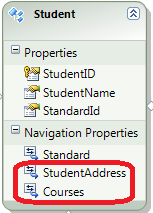 Student
Properties
StudentID
StudentName
StandardId
Navigation Properties
Standard
StudentAddress
Courses